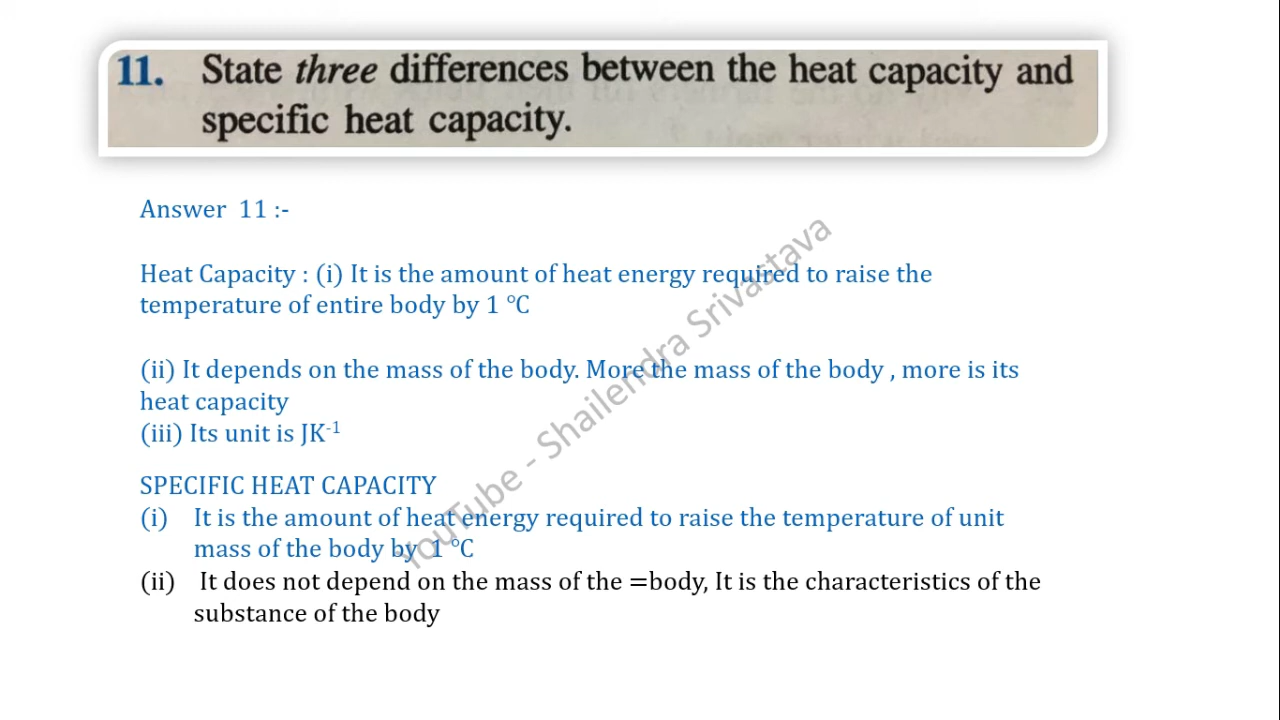 11. State three differences between the heat capacity and
specific heat capacity.
Answer 11 :-
Heat Capacity : (i) It is the amount of heat energy required to raise the
temperature of entire body by 1 °C
(ii) It depends on the mass of the body. More the mass of the body , more is its
heat capacity
(iii) Its unit is JK⁻¹
SPECIFIC HEAT CAPACITY
(i) It is the amount of heat energy required to raise the temperature of unit
mass of the body by 1 °C
(ii) It does not depend on the mass of the =body, It is the characteristics of the
substance of the body
YouTube - Shailendra Srivastava